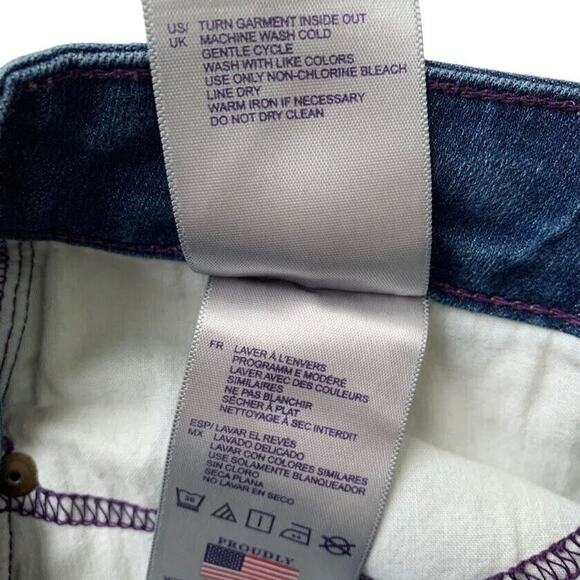 US/ TURN GARMENT INSIDE OUT
UK MACHINE WASH COLD
GENTLE CYCLE
WASH WITH LIKE COLORS
USE ONLY NON-CHLORINE BLEACH
LINE DRY
WARM IRON IF NECESSARY
DO NOT DRY CLEAN
FR LAVER À L'ENVERS
PROGRAMM E MODÉRÉ
LAVER AVEC DES COULEURS
SIMILAIRES
NE PAS BLANCHIR
SÉCHER À PLAT
NETTOYAGE À SEC INTERDIT
ESP/ LAVAR EL REVÉS
MX LAVADO DELICADO
LAVAR CON COLORES SIMILARES
USE SOLAMENTE BLANQUEADOR
SIN CLORO
SECA PLANA
NO LAVAR EN SECO
30
PROUDLY